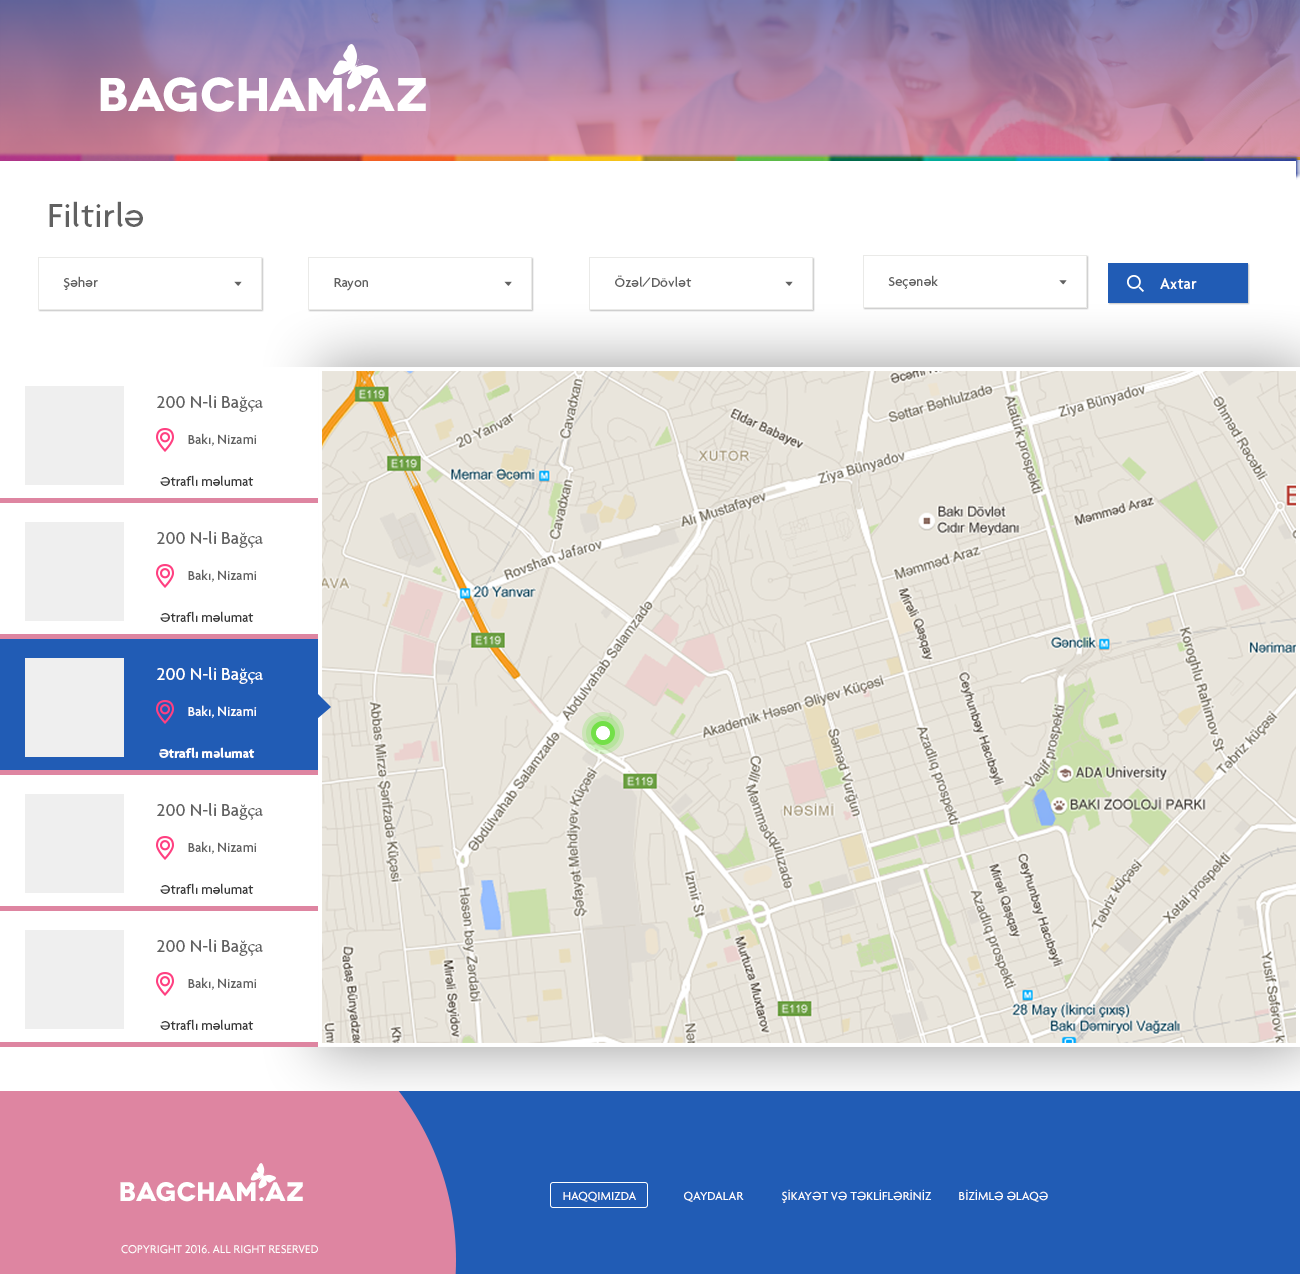 BAGCHAM.AZ
Filtirlə
Şəhər
Rayon
Özəl/Dövlət
Seçənək
Axtar
200 N-li Bağça
Bakı, Nizami
Ətraflı məlumat
200 N-li Bağça
Bakı, Nizami
Ətraflı məlumat
200 N-li Bağça
Bakı, Nizami
Ətraflı məlumat
200 N-li Bağça
Bakı, Nizami
Ətraflı məlumat
200 N-li Bağça
Bakı, Nizami
Ətraflı məlumat
E119
20 Yanvar
Cavadxan
Eldar Babayev
Səttar Bəhlulzadə
Atatürk prospekti
Ziya Bünyadov
Əhməd Rəcəbli
E119
Memar Əcəmi
XUTOR
Ziya Bünyadov
Cavadxan
Alı Mustafayev
Bakı Dövlət
Cıdır Meydanı
Məmməd Araz
Rovshan Jafarov
Məmməd Araz
AVA
20 Yanvar
Mirəli Qaşqay
E119
Abdulvahab Salamzadə
Gənclik
Koroghlu Rahimov St
Nəriman
Abbas Mirzə Şərifzadə Küçəsi
Akademik Həsən Əliyev Küçəsi
Ceyhunbəy Hacıbəyli
Vaqif prospekti
Təbriz küçəsi
Abdülvahab Salamzadə
Azadlıq prospekti
Səməd Vurğun
E119
ADA University
BAKI ZOOLOJİ PARKI
NƏSİMİ
Şəfayət Mehdiyev Küçəsi
Cəlil Məmmədquluzadə
Həsən bəy Zərdabi
İzmir St
Mirəli Qaşqay
Ceyhunbəy Hacıbəyli
Azadlıq prospekti
Təbriz küçəsi
Xətai prospekti
Dadaş Bünyadzadə
Mirəli Seyidov
Murtuza Muxtarov
Yusif Səfərov k
E119
28 May (İkinci çıxış)
Bakı Dəmiryol Vağzalı
BAGCHAM.AZ
HAQQIMIZDA
QAYDALAR
ŞİKAYƏT VƏ TƏKLİFLƏRİNİZ
BİZİMLƏ ƏLAQƏ
COPYRIGHT 2016. ALL RIGHT RESERVED